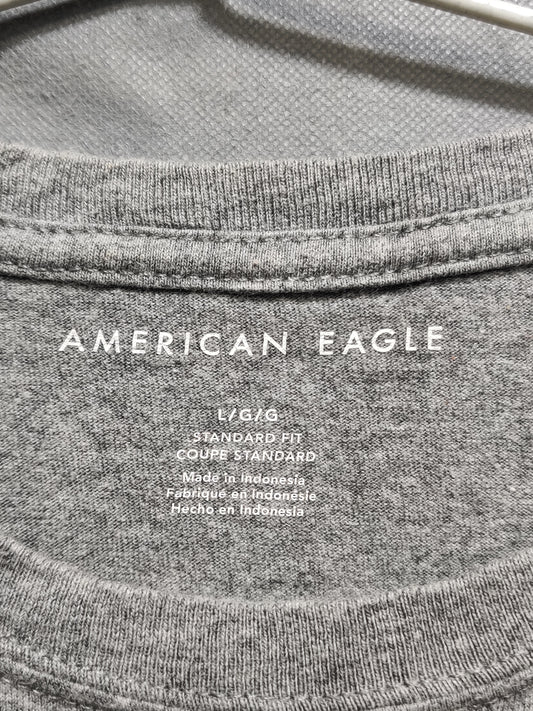 AMERICAN EAGLE
L/G/G
STANDARD FIT
COUPE STANDARD
Made in Indonesia
Fabriqué en Indonésie
Hecho en Indonesia